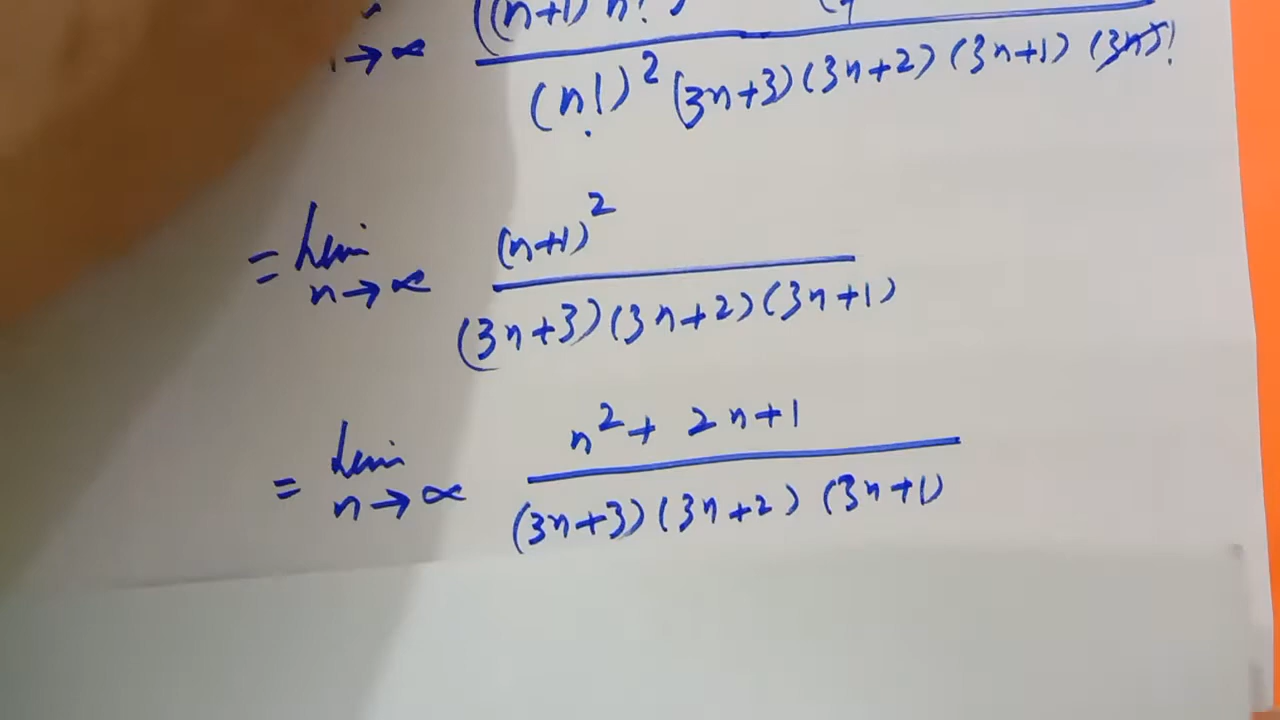 ((n+1) n!)
n→∞
(n!)² (3n+3)(3n+2)(3n+1)(3n)!
= Lim (n+1)²
n→∞ (3n+3)(3n+2)(3n+1)
= Lim n² + 2n+1
n→∞ (3n+3)(3n+2)(3n+1)